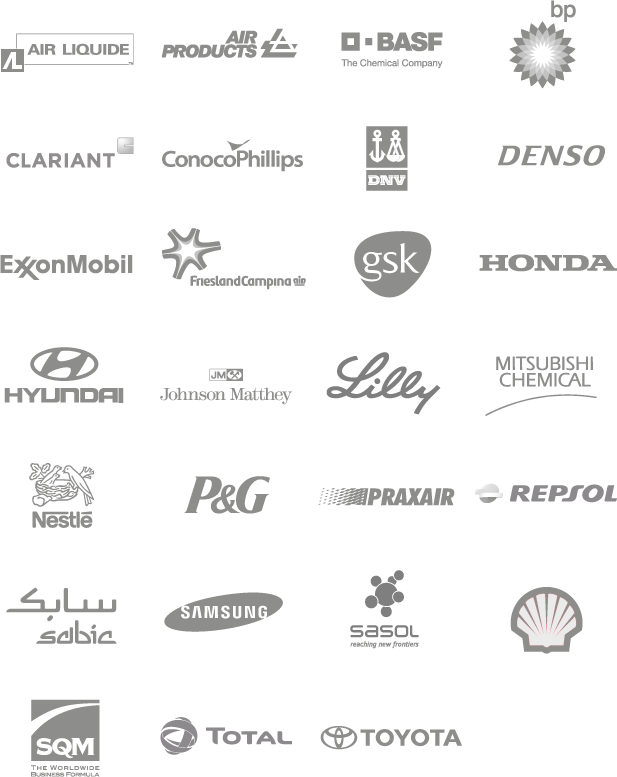 AIR LIQUIDE
AIR
PRODUCTS
BASF
The Chemical Company
bp
CLARIANT
ConocoPhillips
DNV
DENSO
ExxonMobil
FrieslandCampina
gsk
HONDA
HYUNDAI
JM
Johnson Matthey
Lilly
MITSUBISHI
CHEMICAL
Nestlé
P&G
PRAXAIR
REPSOL
سابك
sabic
SAMSUNG
sasol
reaching new frontiers
SQM
THE WORLDWIDE
BUSINESS FORMULA
TOTAL
TOYOTA